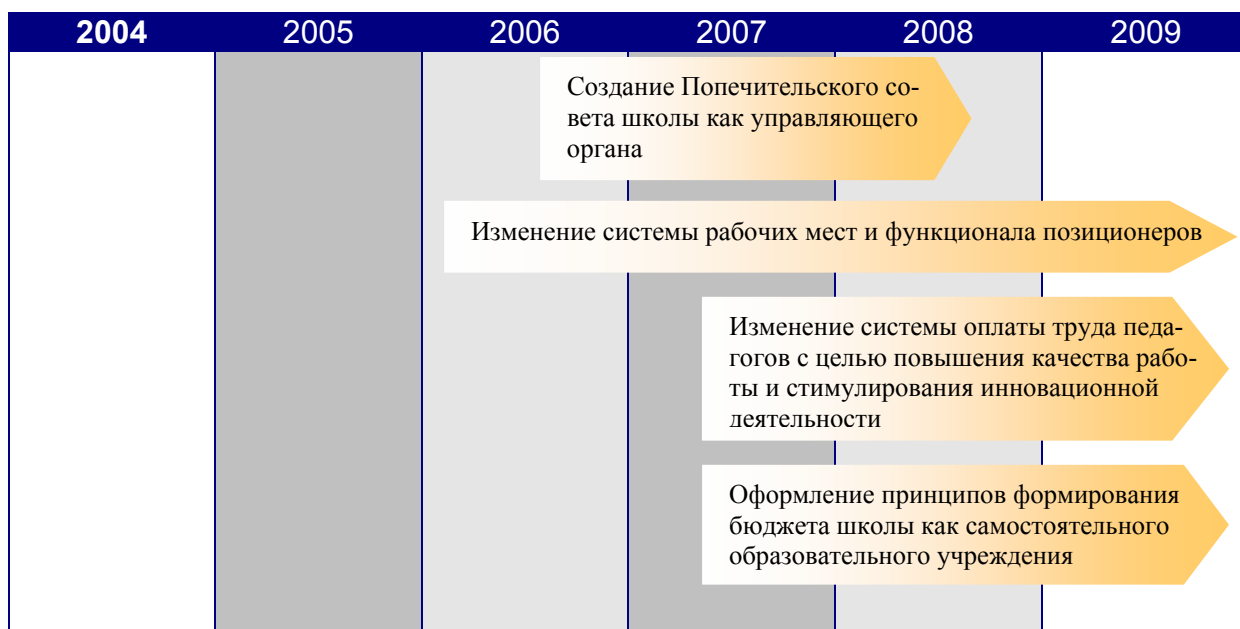 2004 2005 2006 2007 2008 2009
Создание Попечительского со-
вета школы как управляющего
органа
Изменение системы рабочих мест и функционала позиционеров
Изменение системы оплаты труда педа-
гогов с целью повышения качества рабо-
ты и стимулирования инновационной
деятельности
Оформление принципов формирования
бюджета школы как самостоятельного
образовательного учреждения